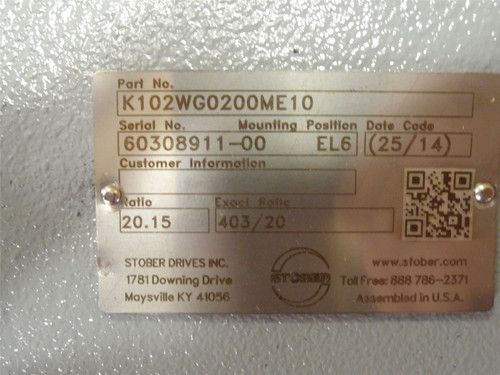 Part No.
K102WG0200ME10
Serial No. Mounting Position Date Code
60308911-00 EL6 (25/14)
Customer Information
Ratio Exact Ratio
20.15 403/20
STOBER DRIVES INC.
1781 Downing Drive
Maysville KY 41056
STOBER
www.stober.com
Toll Free: 888 786-2371
Assembled in U.S.A.